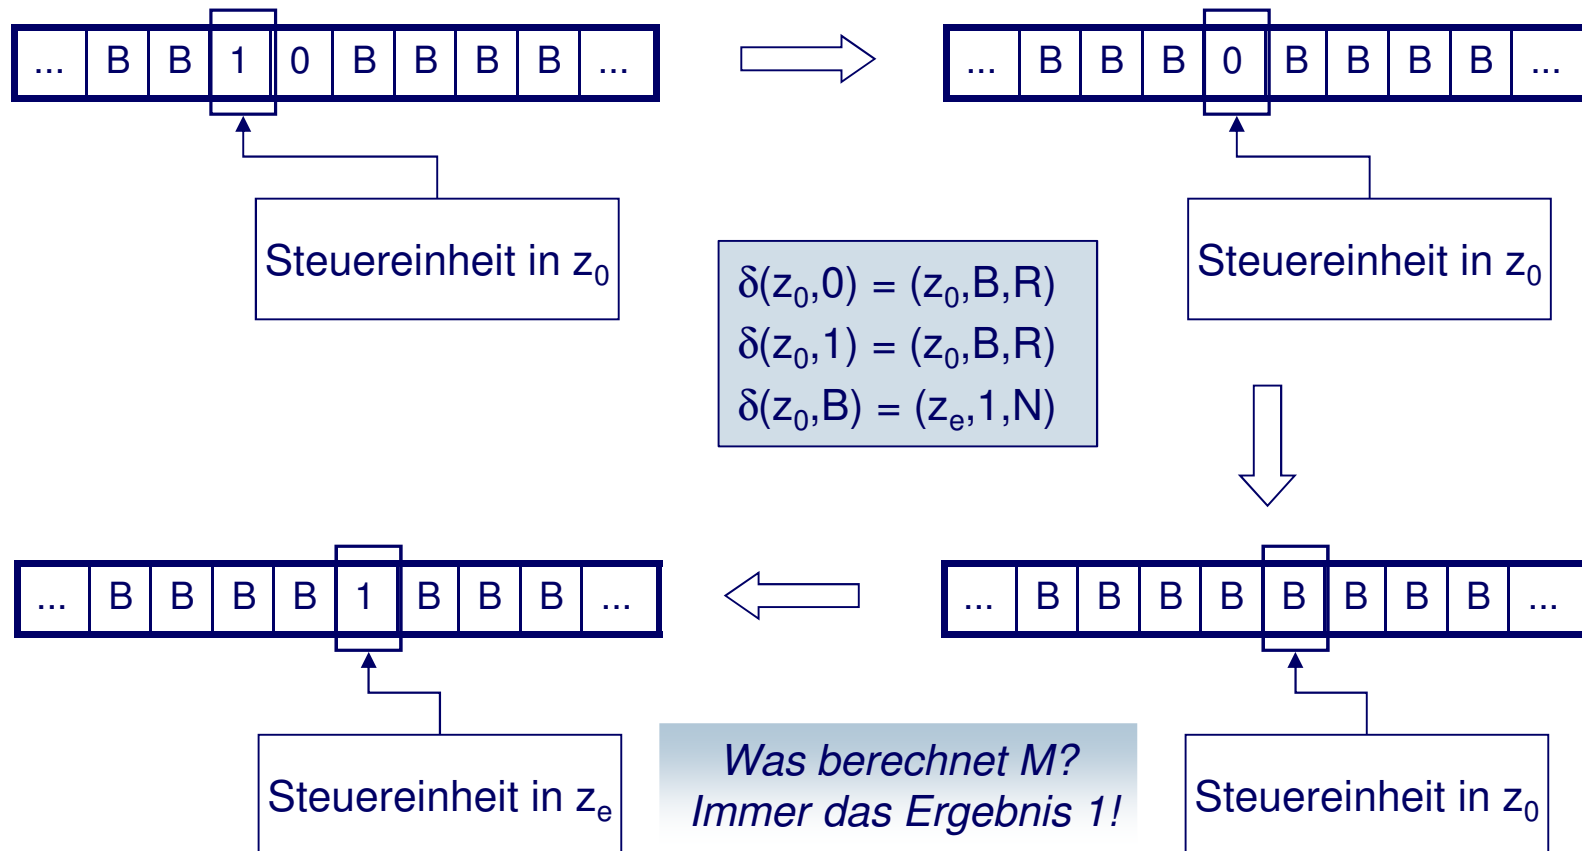 ... B B 1 0 B B B B ...
... B B B 0 B B B B ...
Steuereinheit in z₀
Steuereinheit in z₀
δ(z₀,0) = (z₀,B,R)
δ(z₀,1) = (z₀,B,R)
δ(z₀,B) = (zₑ,1,N)
... B B B B 1 B B B ...
... B B B B B B B B ...
Steuereinheit in zₑ
Was berechnet M?
Immer das Ergebnis 1!
Steuereinheit in z₀